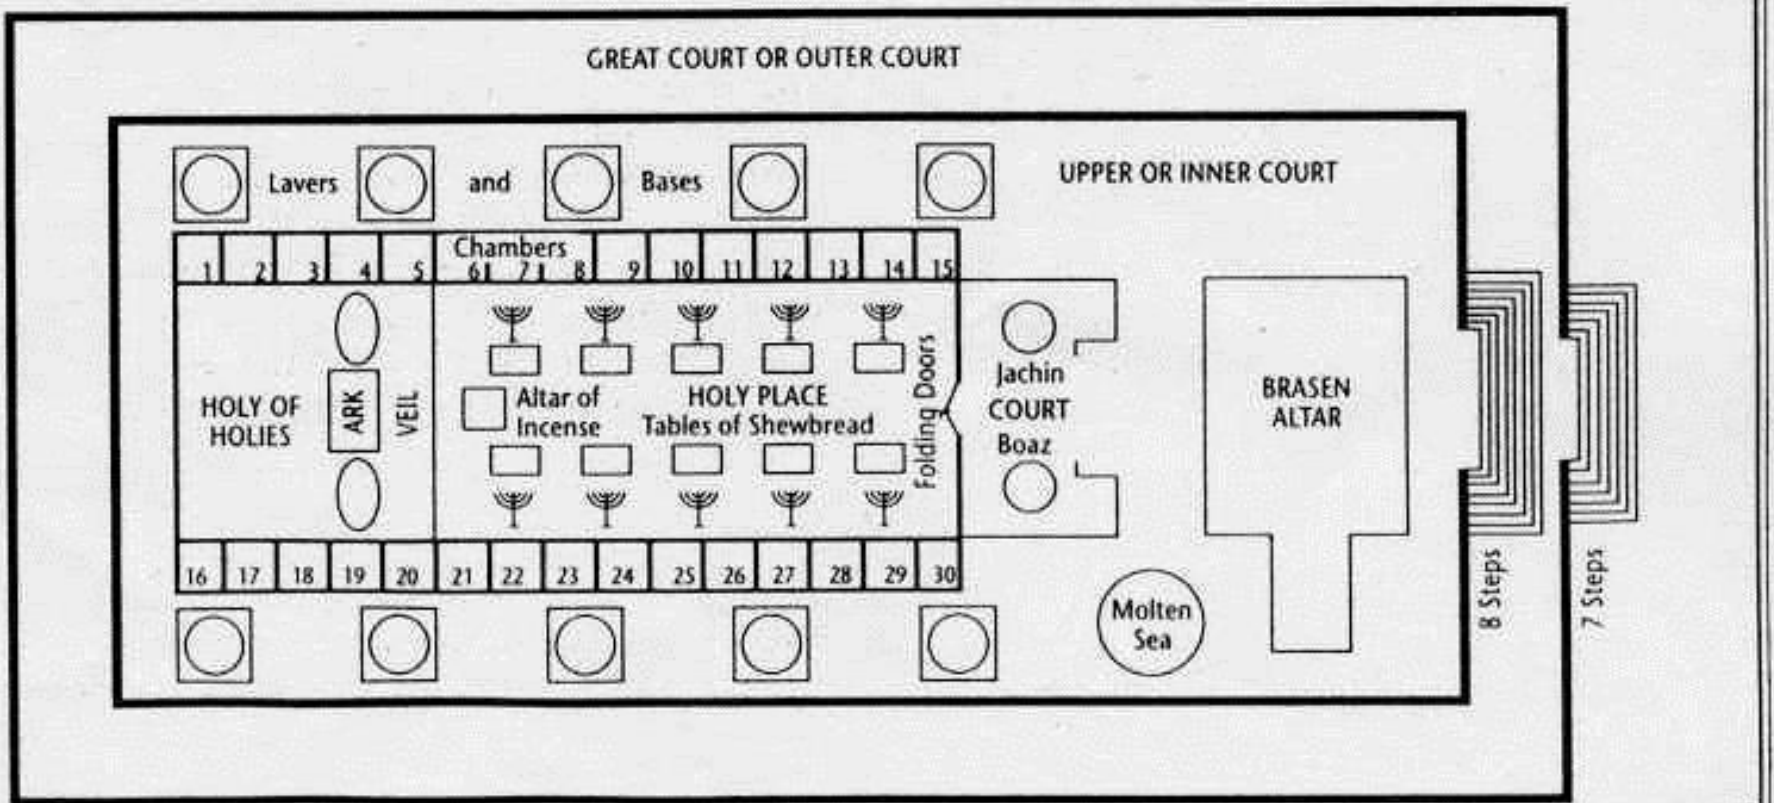 GREAT COURT OR OUTER COURT
UPPER OR INNER COURT
Lavers and Bases
Chambers
1 2 3 4 5 6 7 8 9 10 11 12 13 14 15
HOLY OF
HOLIES
ARK
VEIL
Altar of
Incense
HOLY PLACE
Tables of Shewbread
Folding Doors
Jachin
COURT
Boaz
BRASEN
ALTAR
16 17 18 19 20 21 22 23 24 25 26 27 28 29 30
Molten
Sea
8 Steps
7 Steps